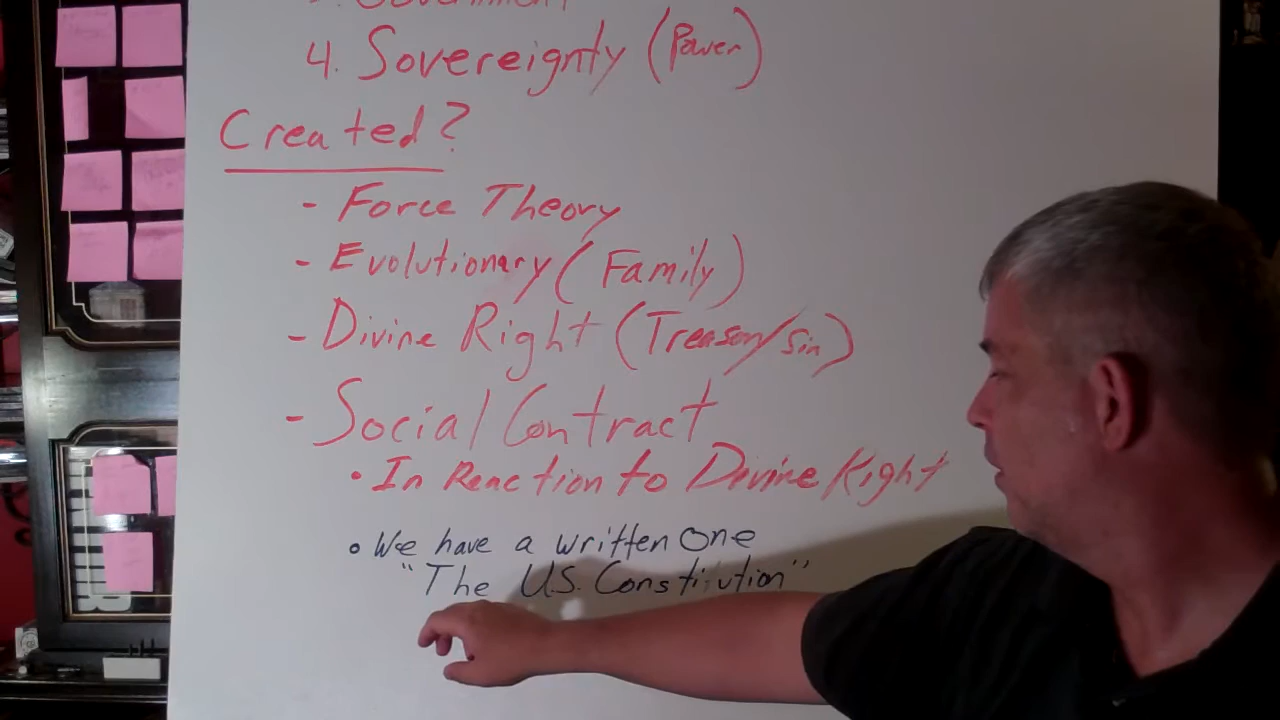 4. Sovereignty (Power)
Created?
- Force Theory
- Evolutionary (Family)
- Divine Right (Treason/Sin)
- Social Contract
• In Reaction to Divine Right
• We have a written One
"The U.S. Constitution"